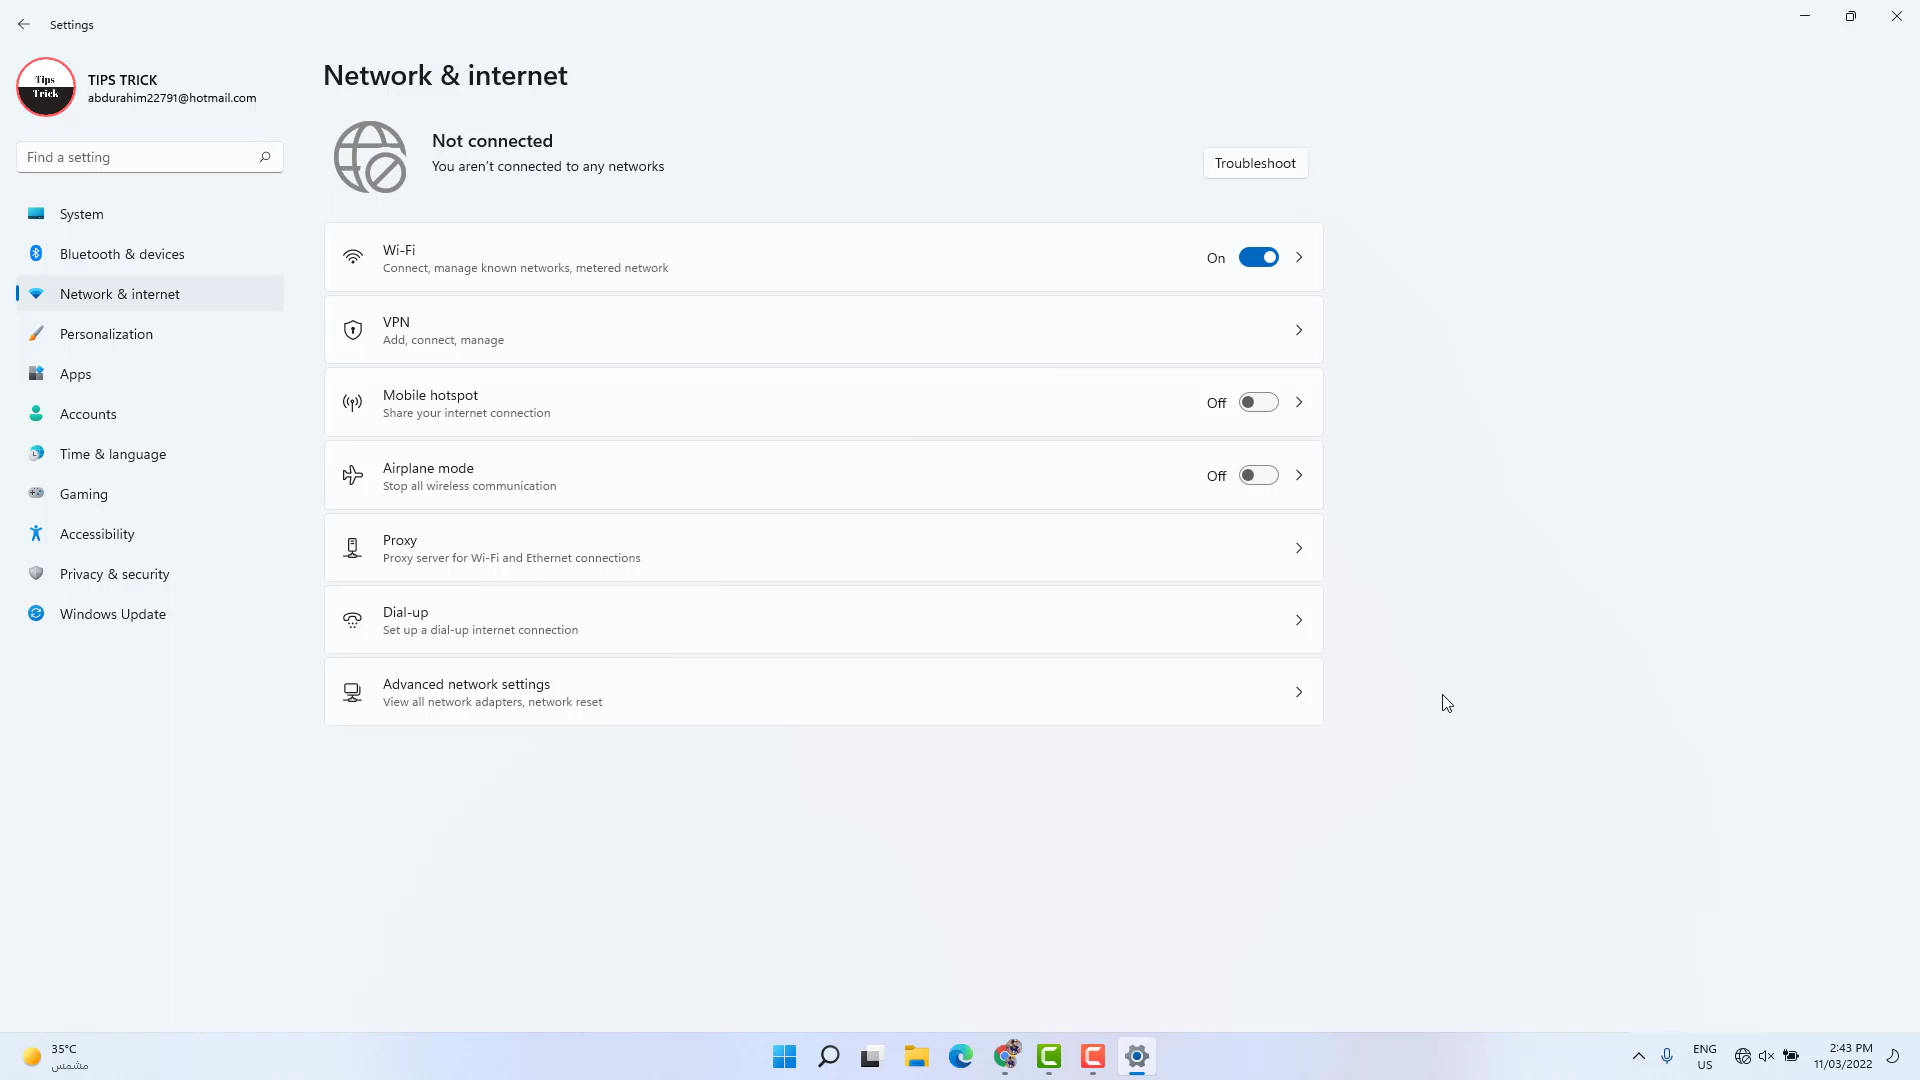 Settings
Tips
Trick
TIPS TRICK
abdurahim22791@hotmail.com
Find a setting
System
Bluetooth & devices
Network & internet
Personalization
Apps
Accounts
Time & language
Gaming
Accessibility
Privacy & security
Windows Update
Network & internet
Not connected
You aren't connected to any networks
Troubleshoot
Wi-Fi
Connect, manage known networks, metered network
On
VPN
Add, connect, manage
Mobile hotspot
Share your internet connection
Off
Airplane mode
Stop all wireless communication
Off
Proxy
Proxy server for Wi-Fi and Ethernet connections
Dial-up
Set up a dial-up internet connection
Advanced network settings
View all network adapters, network reset
35°C
مشمس
ENG
US
2:43 PM
11/03/2022